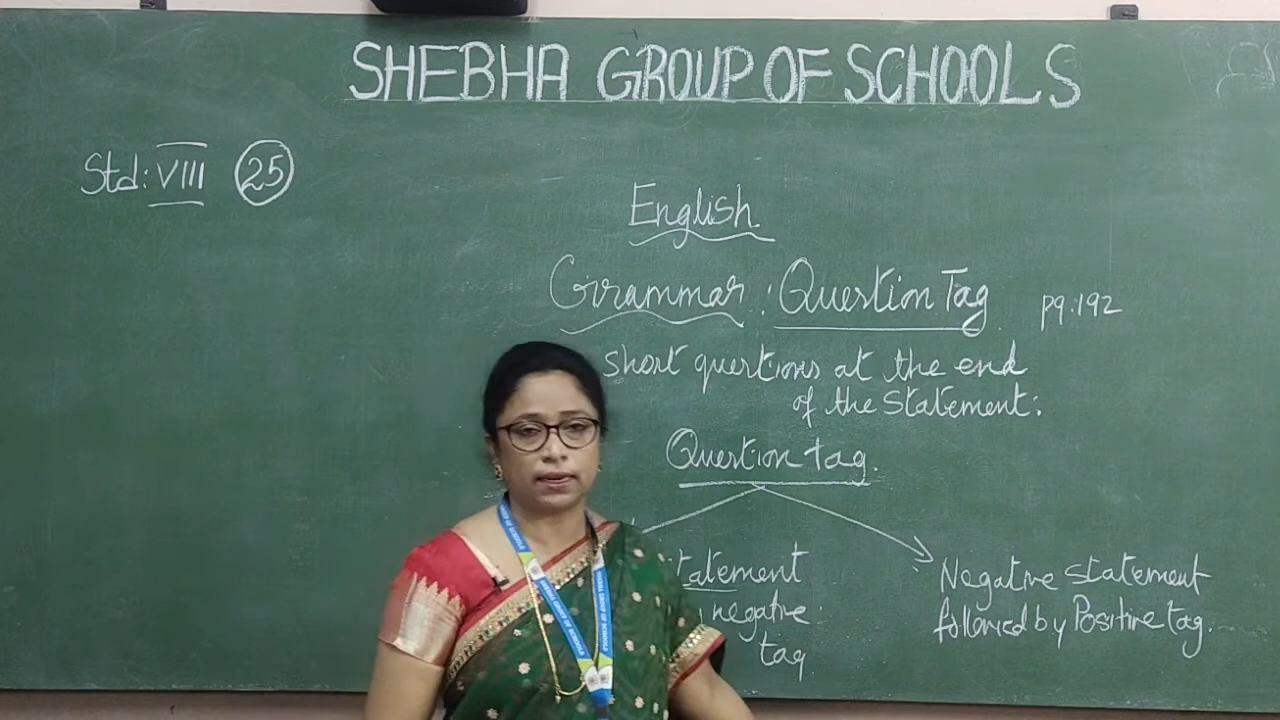 SHEBHA GROUP OF SCHOOLS
Std: VIII 25
English
Grammar: Question Tag pg:192
Short questions at the end
of the Statement:
Question tag.
tatement
negative
tag
Negative statement
followed by Positive tag.